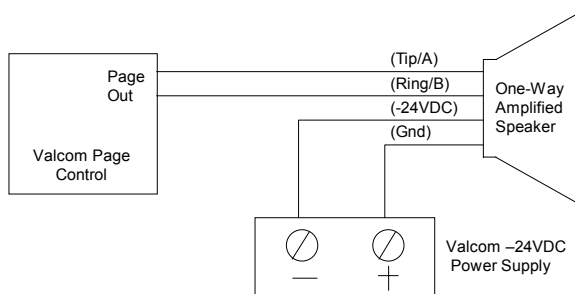 Page
Out
Valcom Page
Control
(Tip/A)
(Ring/B)
(-24VDC)
(Gnd)
One-Way
Amplified
Speaker
— +
Valcom –24VDC
Power Supply